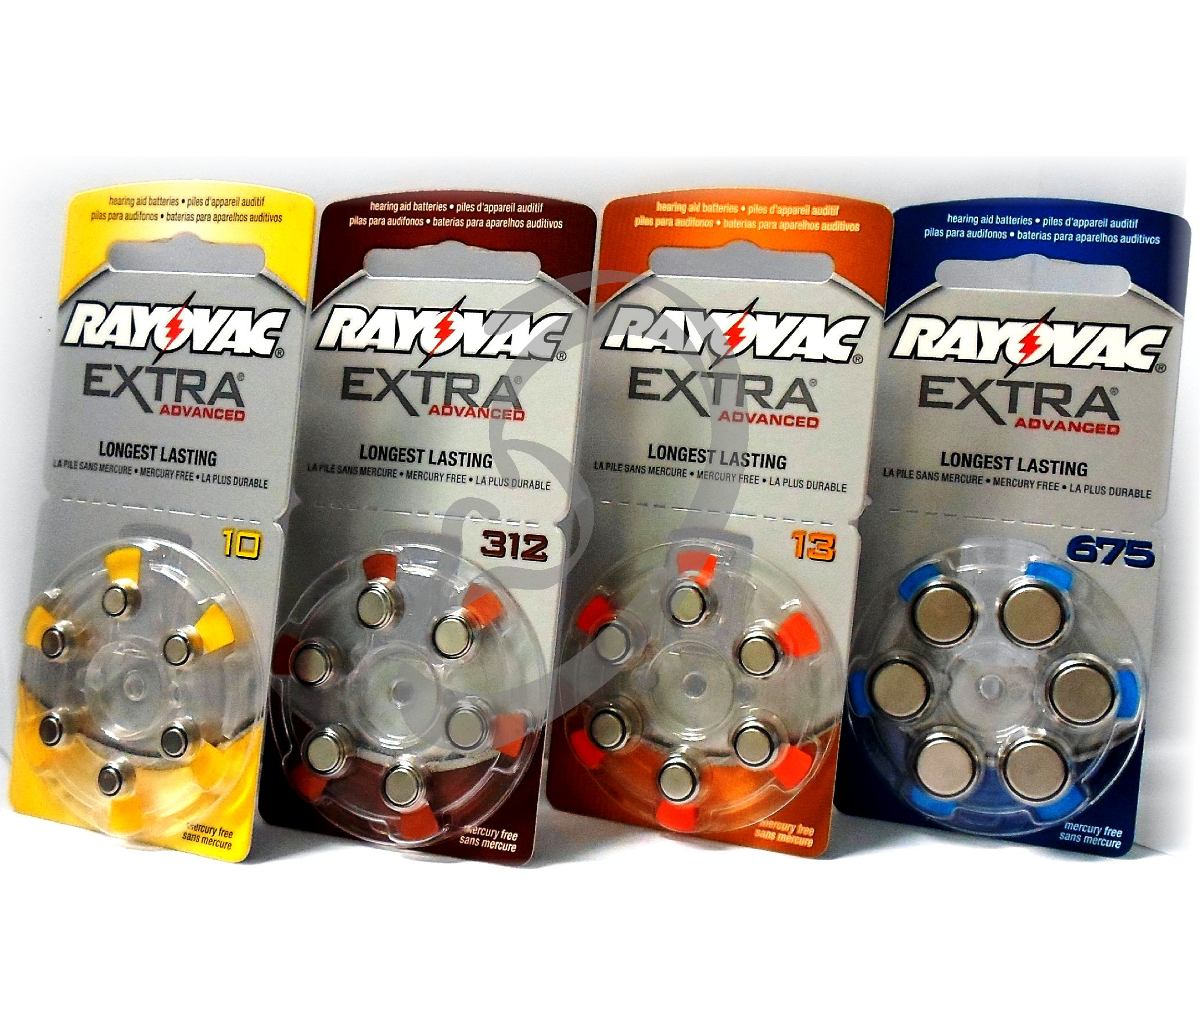 hearing aid batteries • piles d'appareil auditif
pilas para audífonos • baterias para aparelhos auditivos
RAYOVAC®
EXTRA®
ADVANCED
LONGEST LASTING
LA PILE SANS MERCURE • MERCURY FREE • LA PLUS DURABLE
10
mercury free
sans mercure
hearing aid batteries • piles d'appareil auditif
pilas para audífonos • baterias para aparelhos auditivos
RAYOVAC®
EXTRA®
ADVANCED
LONGEST LASTING
LA PILE SANS MERCURE • MERCURY FREE • LA PLUS DURABLE
312
mercury free
sans mercure
hearing aid batteries • piles d'appareil auditif
pilas para audífonos • baterias para aparelhos auditivos
RAYOVAC®
EXTRA®
ADVANCED
LONGEST LASTING
LA PILE SANS MERCURE • MERCURY FREE • LA PLUS DURABLE
13
mercury free
sans mercure
hearing aid batteries • piles d'appareil auditif
pilas para audífonos • baterias para aparelhos auditivos
RAYOVAC®
EXTRA®
ADVANCED
LONGEST LASTING
LA PILE SANS MERCURE • MERCURY FREE • LA PLUS DURABLE
675
mercury free
sans mercure